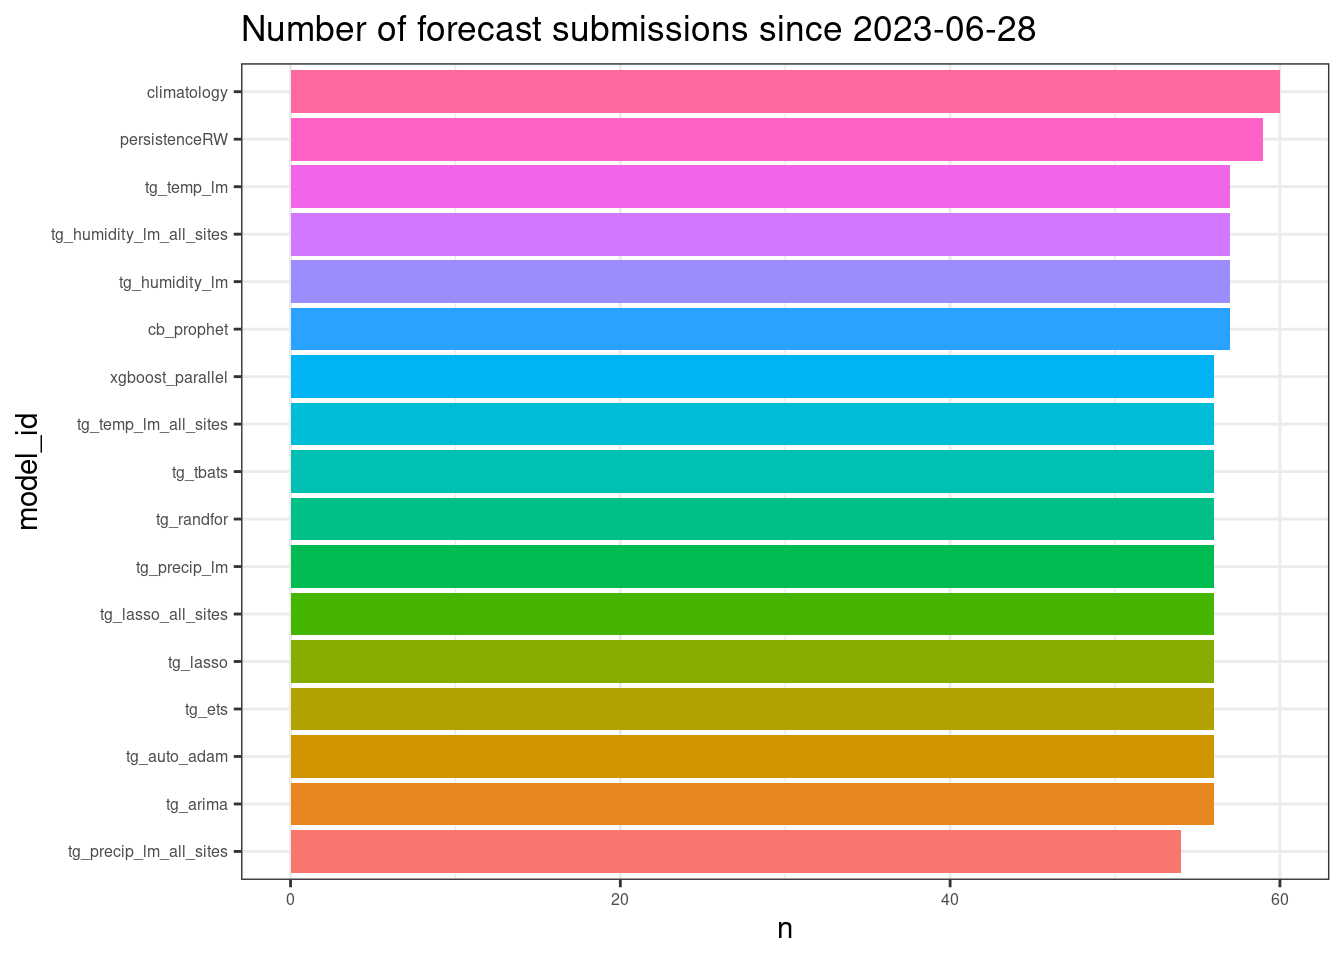 Number of forecast submissions since 2023-06-28
climatology
persistenceRW
tg_temp_lm
tg_humidity_lm_all_sites
tg_humidity_lm
cb_prophet
xgboost_parallel
tg_temp_lm_all_sites
tg_tbats
tg_randfor
tg_precip_lm
tg_lasso_all_sites
tg_lasso
tg_ets
tg_auto_adam
tg_arima
tg_precip_lm_all_sites
model_id
0 20 40 60
n